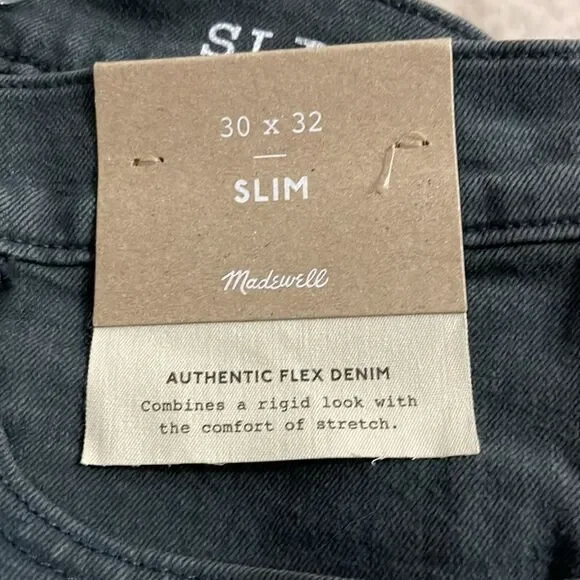 30 x 32
SLIM
Madewell
AUTHENTIC FLEX DENIM
Combines a rigid look with
the comfort of stretch.